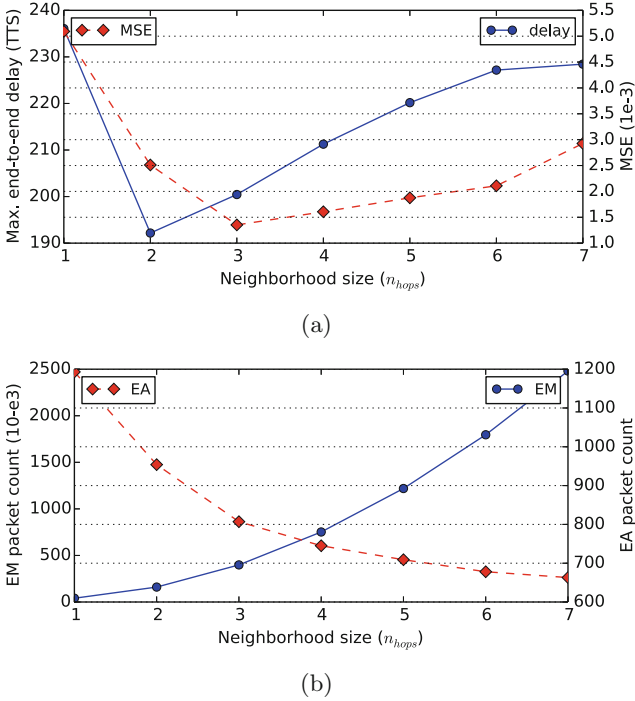 240
230
220
210
200
190
Max. end-to-end delay (TTS)
MSE
delay
5.5
5.0
4.5
4.0
3.5
3.0
2.5
2.0
1.5
1.0
MSE (1e-3)
1 2 3 4 5 6 7
Neighborhood size (n_hops)
(a)
2500
2000
1500
1000
500
0
EM packet count (10-e3)
EA
EM
1200
1100
1000
900
800
700
600
EA packet count
1 2 3 4 5 6 7
Neighborhood size (n_hops)
(b)